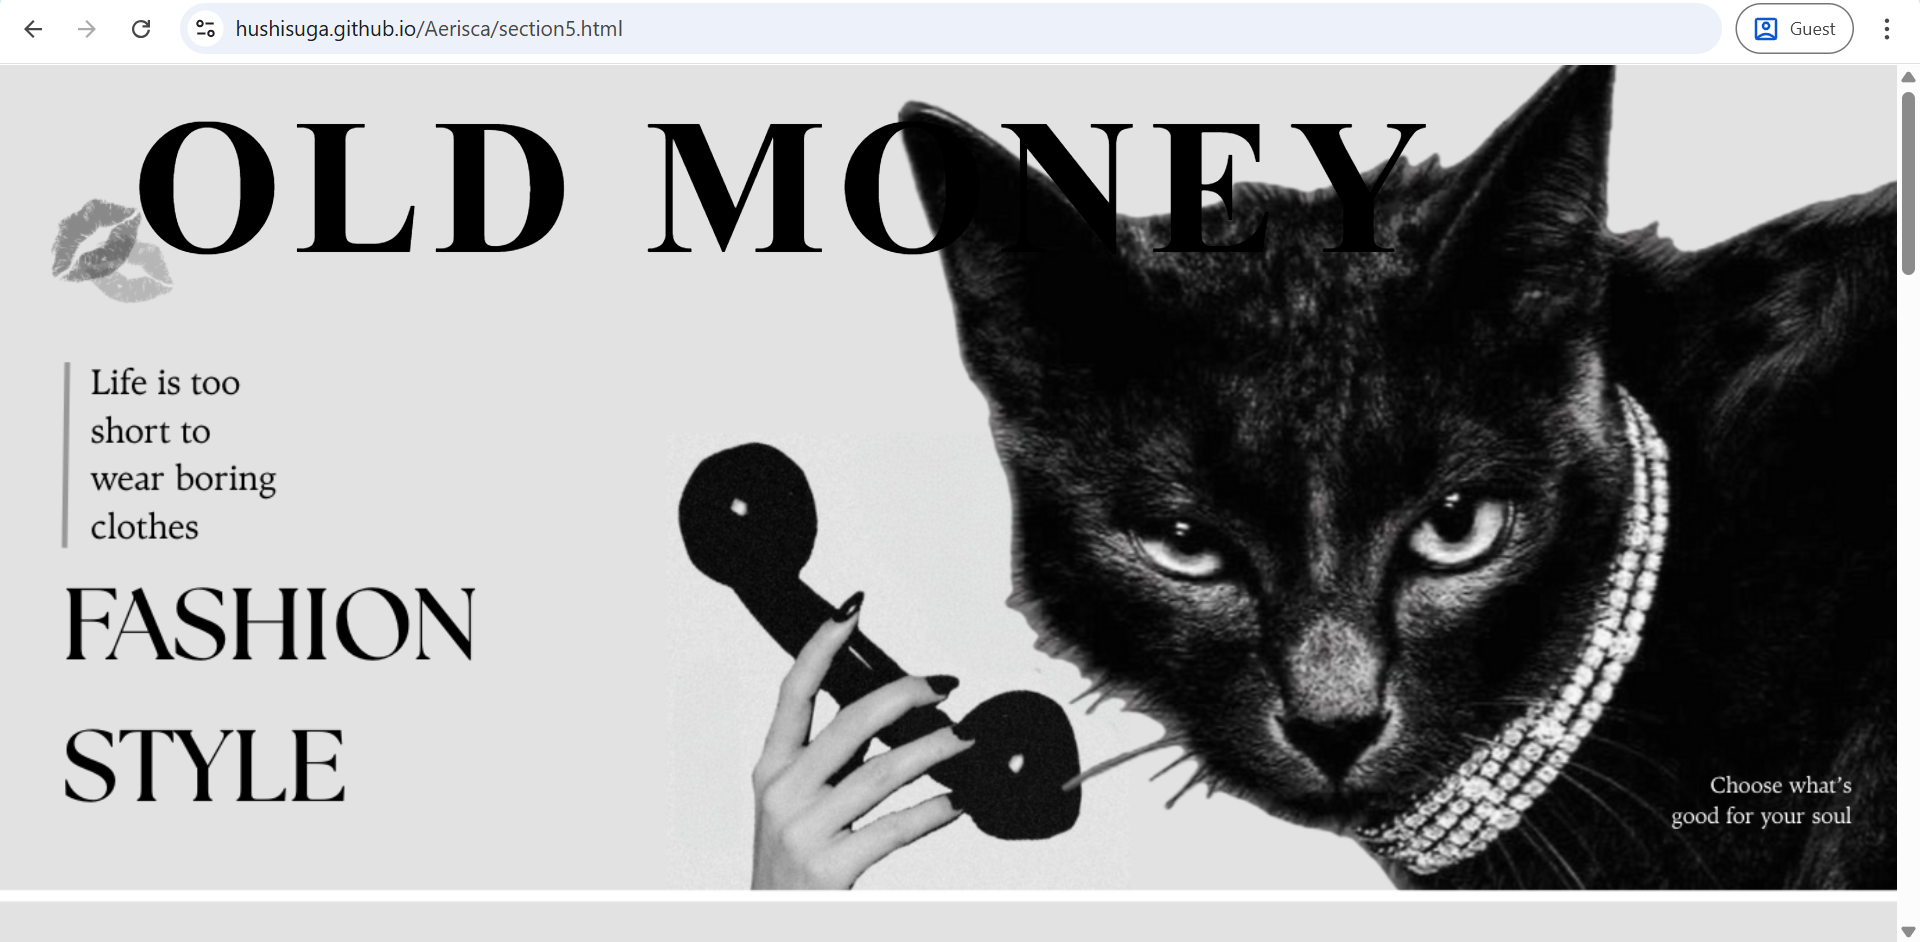 hushisuga.github.io/Aerisca/section5.html
Guest
OLD MONEY
Life is too
short to
wear boring
clothes
FASHION
STYLE
Choose what’s
good for your soul